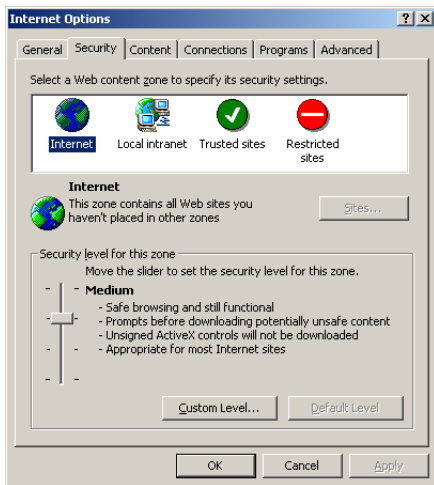 Internet Options
General Security Content Connections Programs Advanced
Select a Web content zone to specify its security settings.
Internet Local intranet Trusted sites Restricted sites
Internet
This zone contains all Web sites you
haven't placed in other zones
Sites...
Security level for this zone
Move the slider to set the security level for this zone.
Medium
- Safe browsing and still functional
- Prompts before downloading potentially unsafe content
- Unsigned ActiveX controls will not be downloaded
- Appropriate for most Internet sites
Custom Level... Default Level
OK Cancel Apply